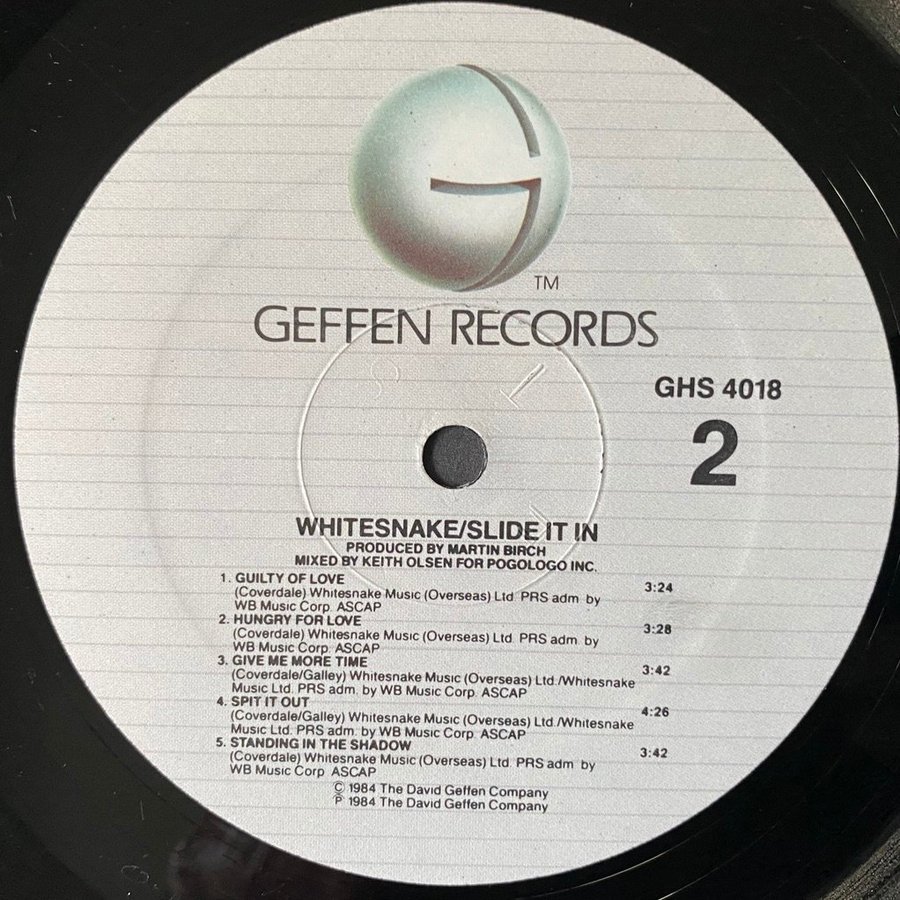 TM
GEFFEN RECORDS
GHS 4018
2
WHITESNAKE/SLIDE IT IN
PRODUCED BY MARTIN BIRCH
MIXED BY KEITH OLSEN FOR POGOLOGO INC.
1. GUILTY OF LOVE 3:24
(Coverdale) Whitesnake Music (Overseas) Ltd. PRS adm. by
WB Music Corp. ASCAP
2. HUNGRY FOR LOVE 3:28
(Coverdale) Whitesnake Music (Overseas) Ltd. PRS adm. by
WB Music Corp. ASCAP
3. GIVE ME MORE TIME 3:42
(Coverdale/Galley) Whitesnake Music (Overseas) Ltd./Whitesnake
Music Ltd. PRS adm. by WB Music Corp. ASCAP
4. SPIT IT OUT 4:26
(Coverdale/Galley) Whitesnake Music (Overseas) Ltd./Whitesnake
Music Ltd. PRS adm. by WB Music Corp. ASCAP
5. STANDING IN THE SHADOW 3:42
(Coverdale) Whitesnake Music (Overseas) Ltd. PRS adm. by
WB Music Corp. ASCAP
Ⓒ 1984 The David Geffen Company
Ⓟ 1984 The David Geffen Company